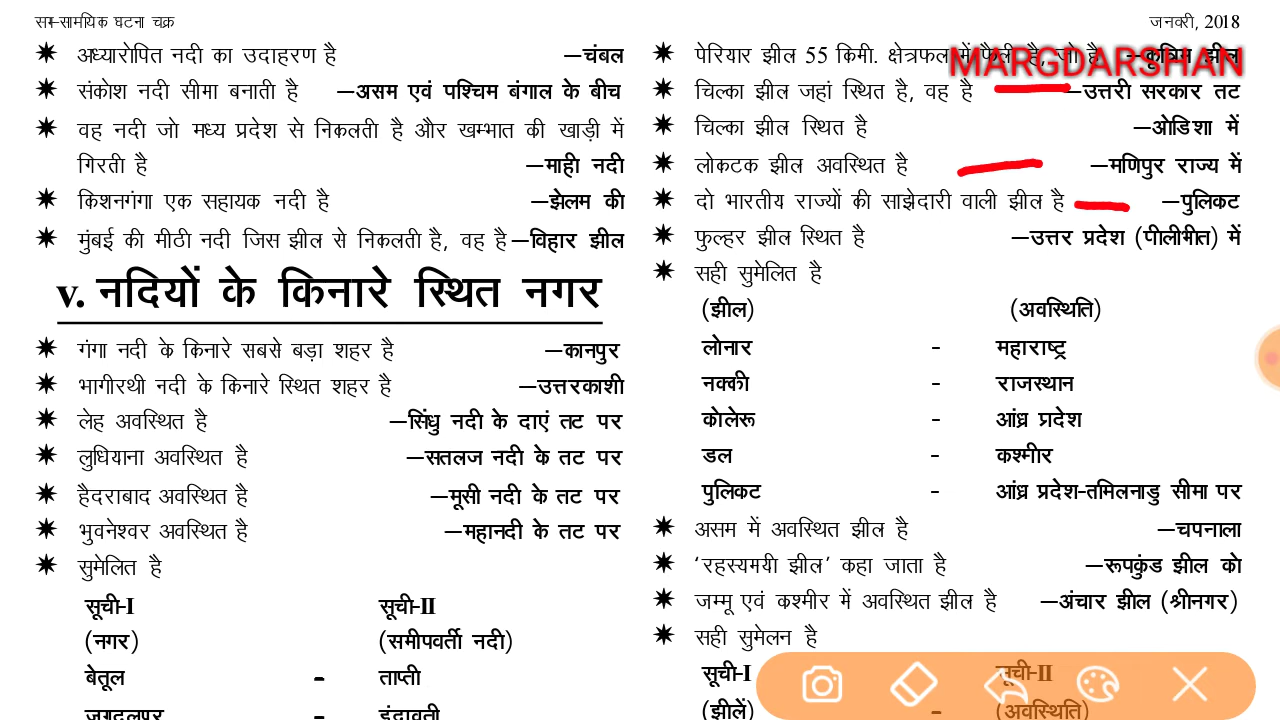 सम-सामयिक घटना चक्र
जनवरी, 2018
MARGDARSHAN
✷ अध्यारोपित नदी का उदाहरण है —चंबल
✷ संकोश नदी सीमा बनाती है —असम एवं पश्चिम बंगाल के बीच
✷ वह नदी जो मध्य प्रदेश से निकलती है और खम्भात की खाड़ी में
गिरती है —माही नदी
✷ किशनगंगा एक सहायक नदी है —झेलम की
✷ मुंबई की मीठी नदी जिस झील से निकलती है, वह है —विहार झील
v. नदियों के किनारे स्थित नगर
✷ गंगा नदी के किनारे सबसे बड़ा शहर है —कानपुर
✷ भागीरथी नदी के किनारे स्थित शहर है —उत्तरकाशी
✷ लेह अवस्थित है —सिंधु नदी के दाएं तट पर
✷ लुधियाना अवस्थित है —सतलज नदी के तट पर
✷ हैदराबाद अवस्थित है —मूसी नदी के तट पर
✷ भुवनेश्वर अवस्थित है —महानदी के तट पर
✷ सुमेलित है
सूची-I सूची-II
(नगर) (समीपवर्ती नदी)
बेतूल - ताप्ती
जगदलपुर - इंद्रावती
✷ पेरियार झील 55 किमी. क्षेत्रफल में फैली है, जो है —कृत्रिम झील
✷ चिल्का झील जहां स्थित है, वह है —उत्तरी सरकार तट
✷ चिल्का झील स्थित है —ओडिशा में
✷ लोकटक झील अवस्थित है —मणिपुर राज्य में
✷ दो भारतीय राज्यों की साझेदारी वाली झील है —पुलिकट
✷ फुल्हर झील स्थित है —उत्तर प्रदेश (पीलीभीत) में
✷ सही सुमेलित है
(झील) (अवस्थिति)
लोनार - महाराष्ट्र
नक्की - राजस्थान
कोलेरू - आंध्र प्रदेश
डल - कश्मीर
पुलिकट - आंध्र प्रदेश-तमिलनाडु सीमा पर
✷ असम में अवस्थित झील है —चपनाला
✷ ‘रहस्यमयी झील’ कहा जाता है —रूपकुंड झील को
✷ जम्मू एवं कश्मीर में अवस्थित झील है —अंचार झील (श्रीनगर)
✷ सही सुमेलन है
सूची-I सूची-II
(झीलें) - (अवस्थिति)